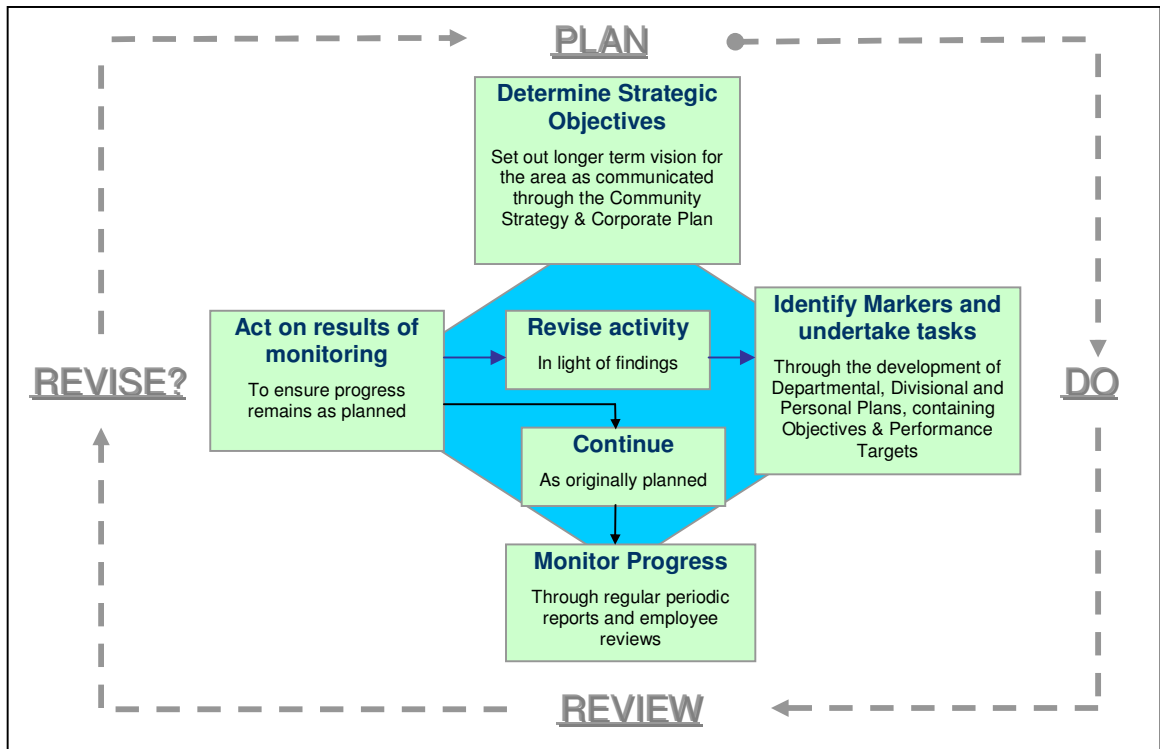 PLAN
Determine Strategic
Objectives
Set out longer term vision for
the area as communicated
through the Community
Strategy & Corporate Plan
Act on results of
monitoring
To ensure progress
remains as planned
Revise activity
In light of findings
Identify Markers and
undertake tasks
Through the development of
Departmental, Divisional and
Personal Plans, containing
Objectives & Performance
Targets
REVISE?
DO
Continue
As originally planned
Monitor Progress
Through regular periodic
reports and employee
reviews
REVIEW